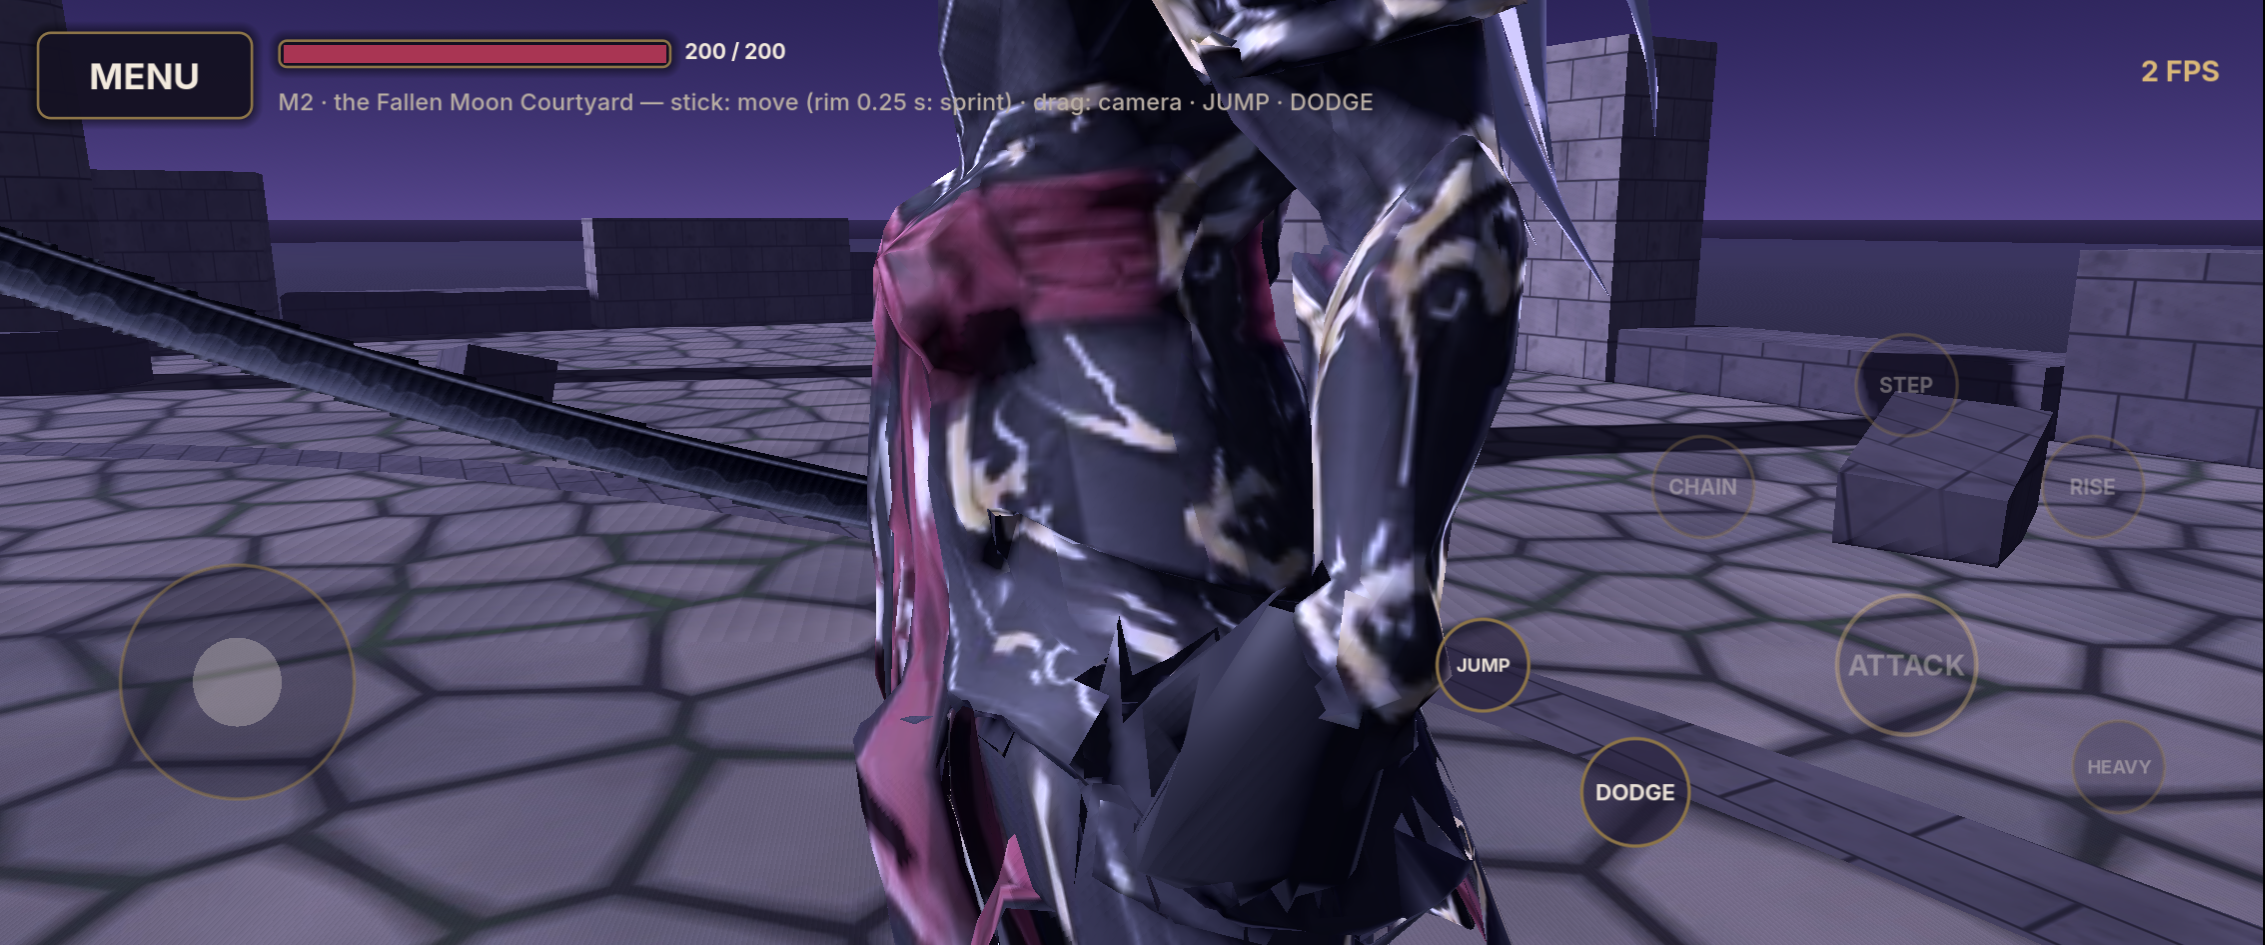 MENU
200 / 200
2 FPS
M2 · the Fallen Moon Courtyard — stick: move (rim 0.25 s: sprint) · drag: camera · JUMP · DODGE
STEP
CHAIN
RISE
JUMP
ATTACK
HEAVY
DODGE